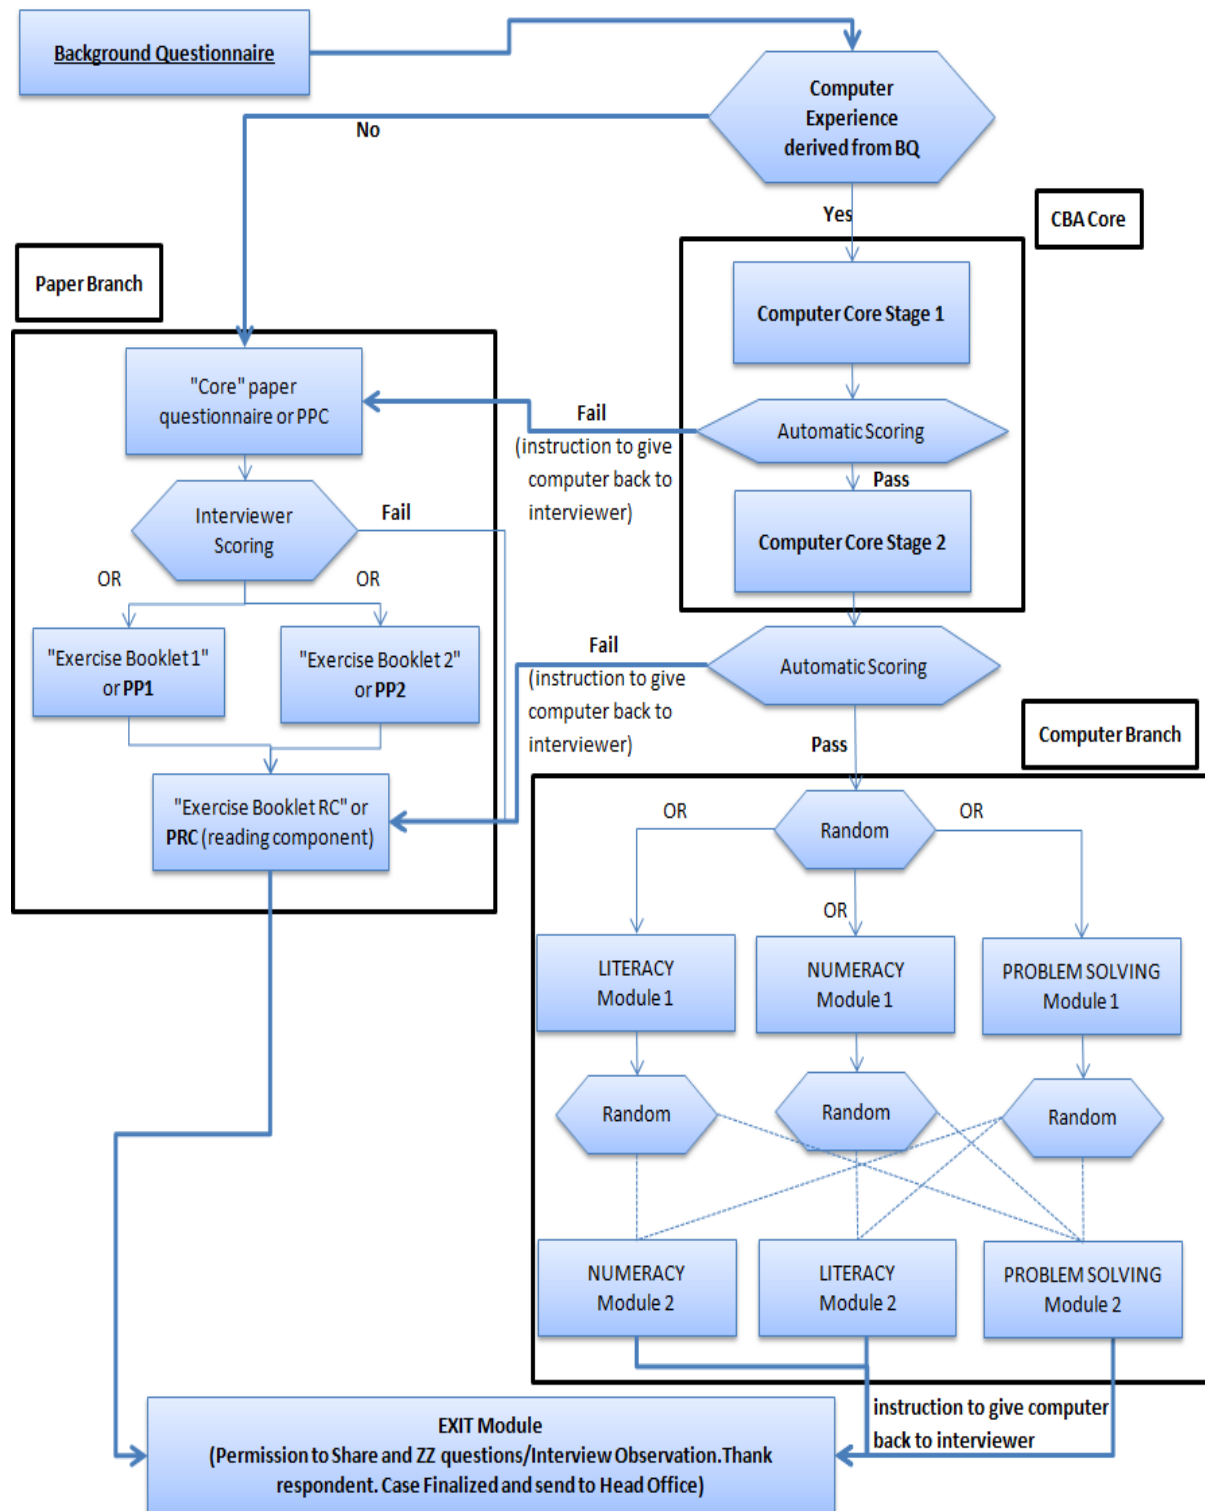 Background Questionnaire
Computer
Experience
derived from BQ
No
Yes
CBA Core
Paper Branch
Computer Core Stage 1
"Core" paper
questionnaire or PPC
Fail
(instruction to give
computer back to
interviewer)
Automatic Scoring
Pass
Interviewer
Scoring
Fail
Computer Core Stage 2
OR
OR
"Exercise Booklet 1"
or PP1
"Exercise Booklet 2"
or PP2
Fail
(instruction to give
computer back to
interviewer)
Automatic Scoring
Pass
Computer Branch
"Exercise Booklet RC" or
PRC (reading component)
OR
Random
OR
OR
LITERACY
Module 1
NUMERACY
Module 1
PROBLEM SOLVING
Module 1
Random
Random
Random
NUMERACY
Module 2
LITERACY
Module 2
PROBLEM SOLVING
Module 2
instruction to give computer
back to interviewer
EXIT Module
(Permission to Share and ZZ questions/Interview Observation.Thank
respondent. Case Finalized and send to Head Office)